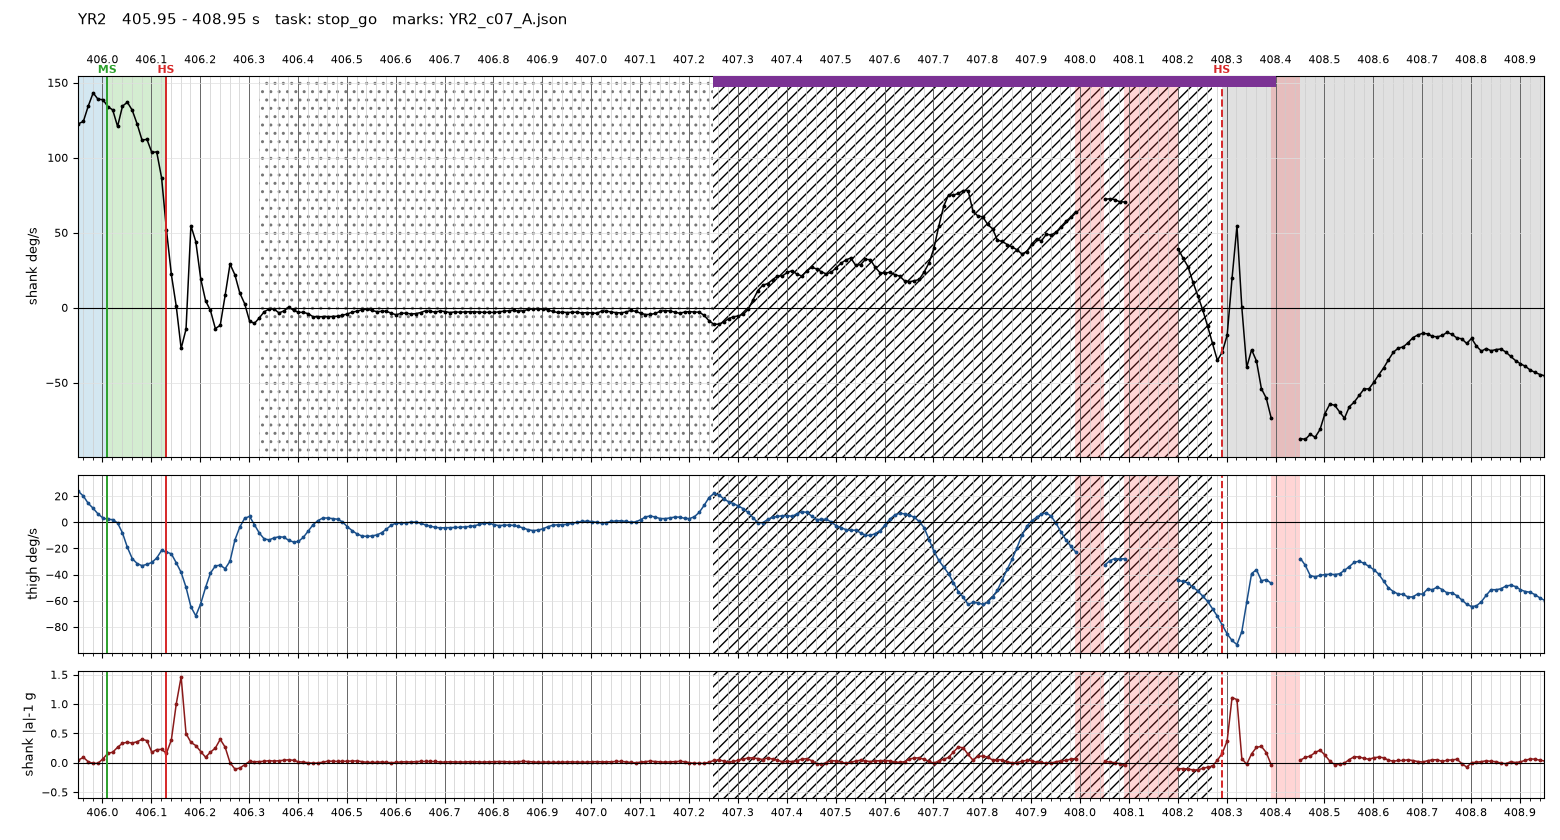 YR2   405.95 - 408.95 s   task: stop_go   marks: YR2_c07_A.json
406.0 406.1 406.2 406.3 406.4 406.5 406.6 406.7 406.8 406.9 407.0 407.1 407.2 407.3 407.4 407.5 407.6 407.7 407.8 407.9 408.0 408.1 408.2 408.3 408.4 408.5 408.6 408.7 408.8 408.9
MS HS HS
150
100
50
0
−50
shank deg/s
20
0
−20
−40
−60
−80
thigh deg/s
1.5
1.0
0.5
0.0
−0.5
shank |a|-1 g
406.0 406.1 406.2 406.3 406.4 406.5 406.6 406.7 406.8 406.9 407.0 407.1 407.2 407.3 407.4 407.5 407.6 407.7 407.8 407.9 408.0 408.1 408.2 408.3 408.4 408.5 408.6 408.7 408.8 408.9